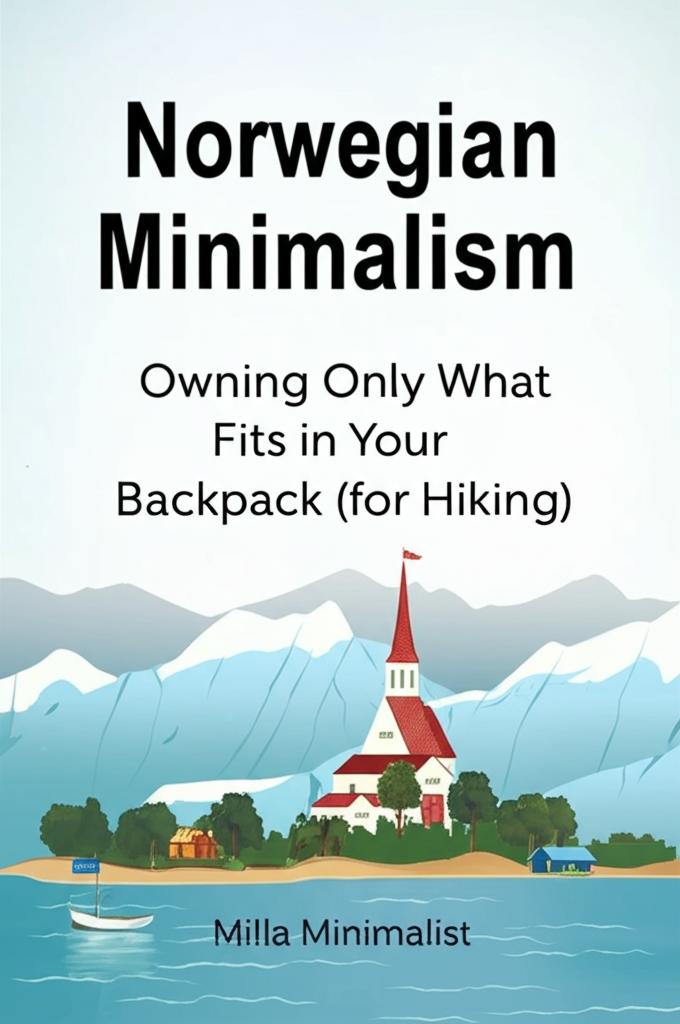 Norwegian
Minimalism
Owning Only What
Fits in Your
Backpack (for Hiking)
Milla Minimalist